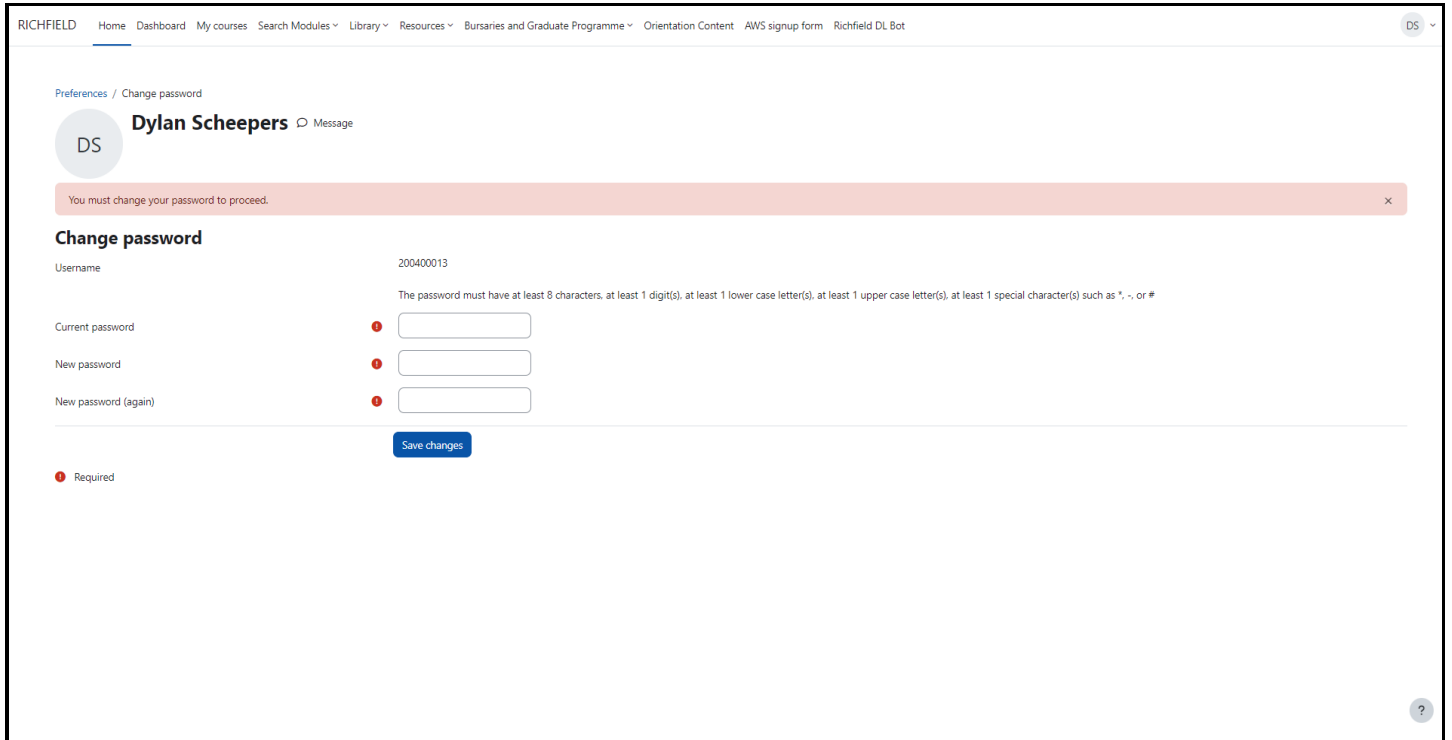 RICHFIELD Home Dashboard My courses Search Modules Library Resources Bursaries and Graduate Programme Orientation Content AWS signup form Richfield DL Bot DS
Preferences / Change password
DS
Dylan Scheepers Message
You must change your password to proceed. ×
Change password
Username 200400013
The password must have at least 8 characters, at least 1 digit(s), at least 1 lower case letter(s), at least 1 upper case letter(s), at least 1 special character(s) such as *, -, or #
Current password !
New password !
New password (again) !
Save changes
! Required
?